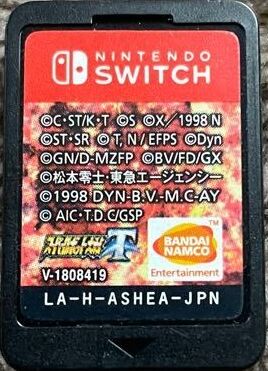 NINTENDO
SWITCH
©C･ST/K･T ©S ©X／1998 N
©ST･SR © T, N／EFPS ©Dyn
©GN/D-MZFP ©BV/FD/GX
©松本零士･東急エージェンシー
©1998 DYN-B.V.-M.C-AY
© AIC･T.D.C/GSP
T
BANDAI
NAMCO
Entertainment
V-1808419
LA-H-ASHEA-JPN